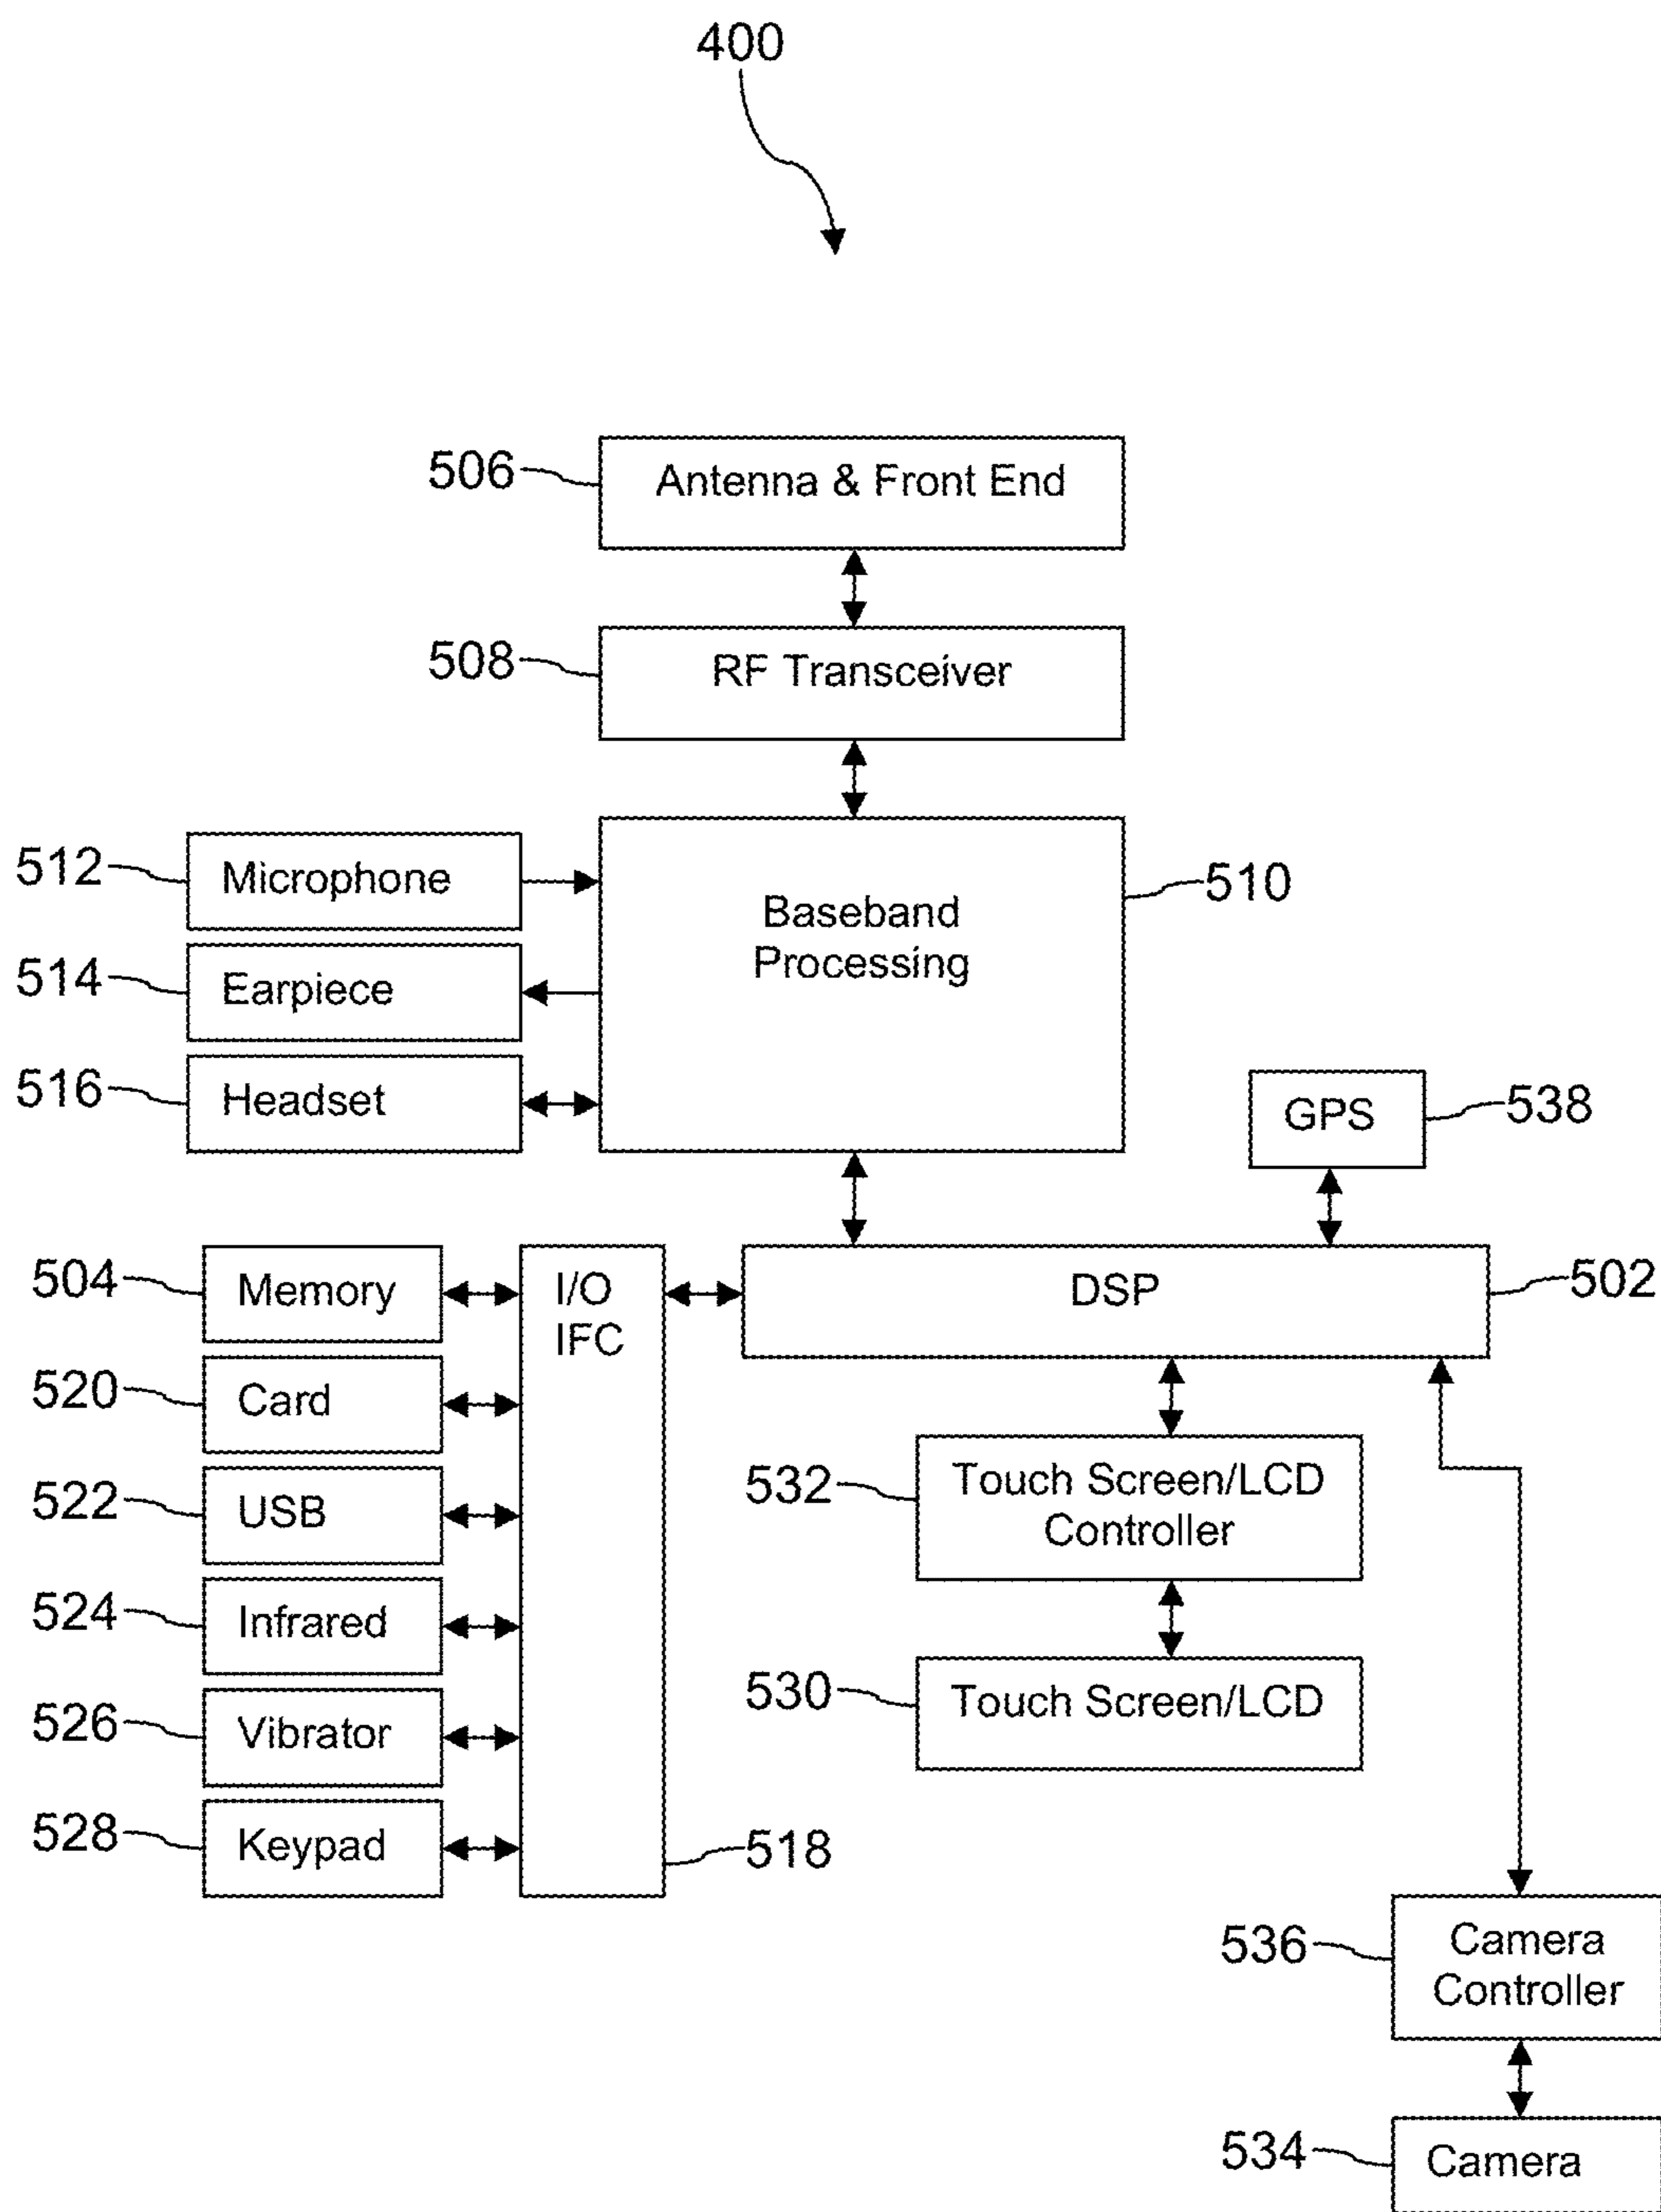 400
506
Antenna & Front End
508
RF Transceiver
512
Microphone
Baseband
Processing
510
514
Earpiece
516
Headset
GPS
538
504
Memory
I/O
IFC
DSP
502
520
Card
522
USB
532
Touch Screen/LCD
Controller
524
Infrared
526
Vibrator
530
Touch Screen/LCD
528
Keypad
518
536
Camera
Controller
534
Camera